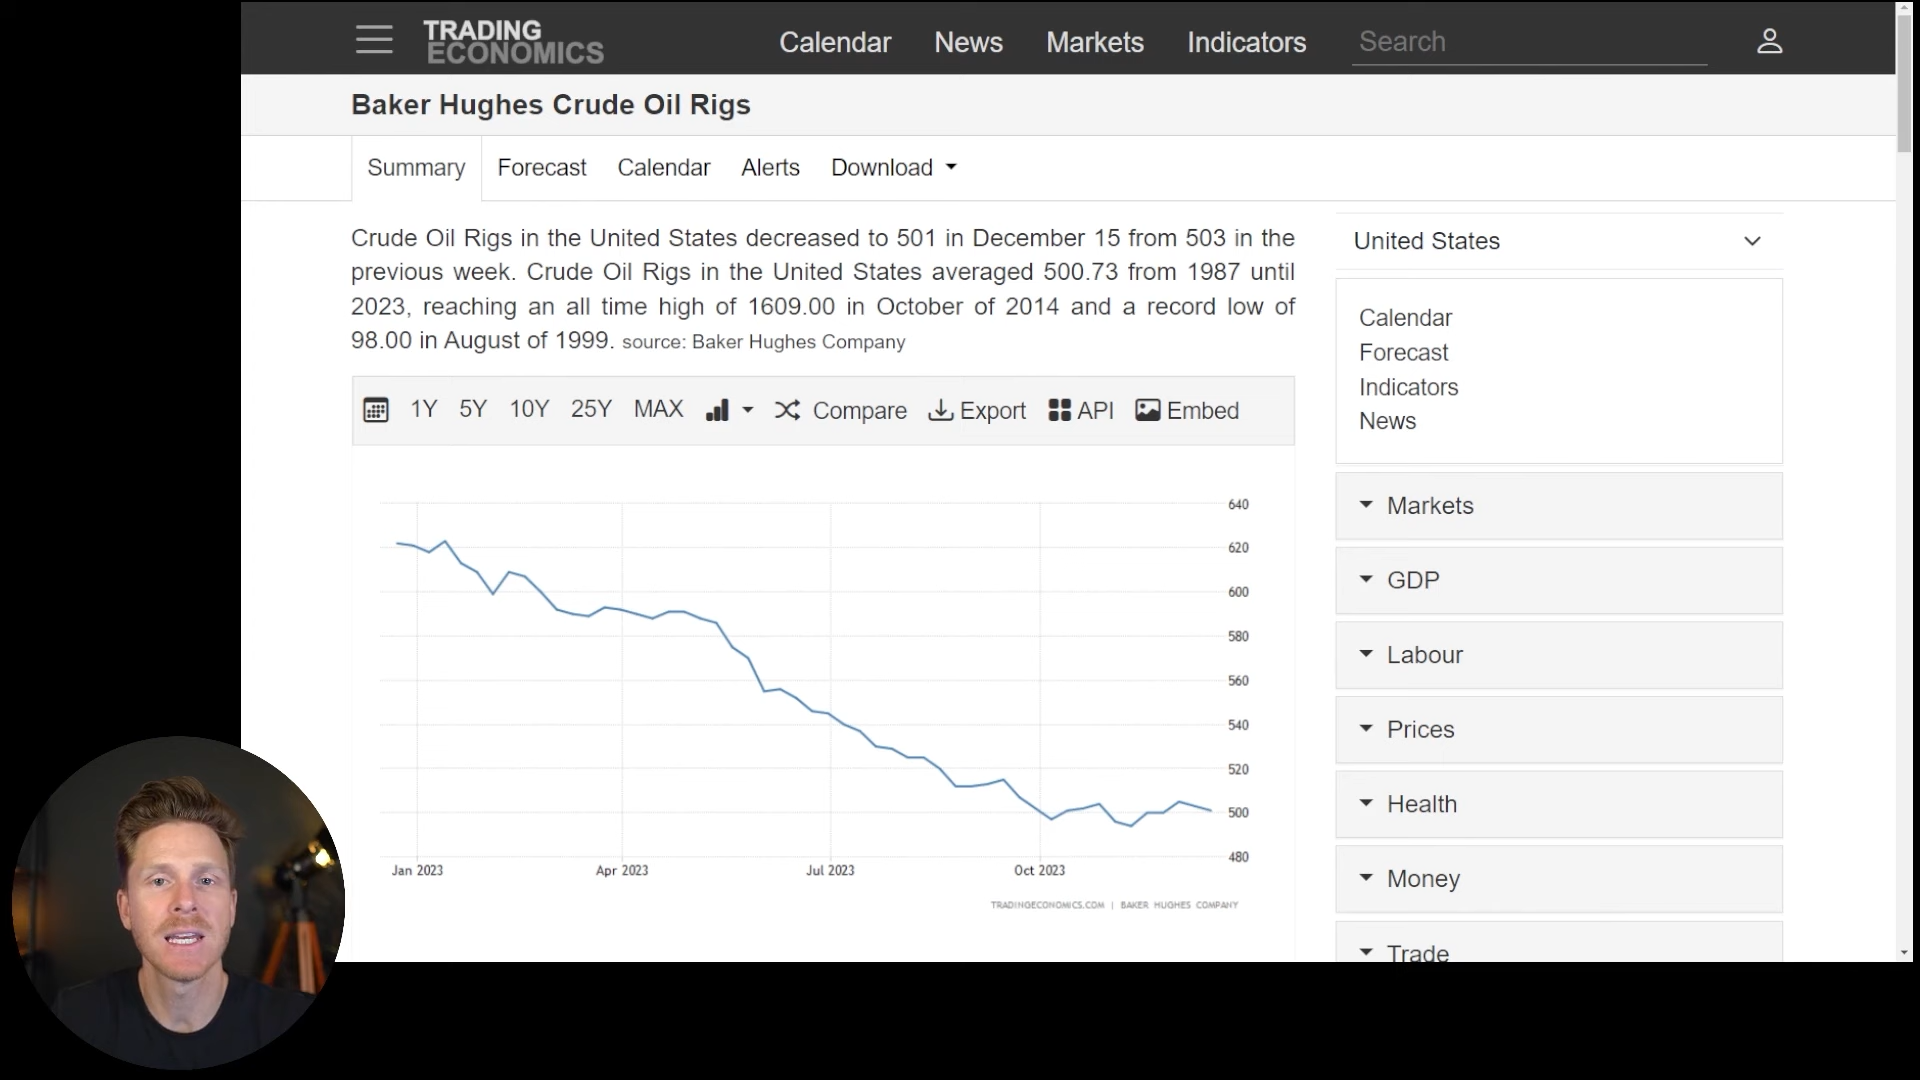 TRADING
ECONOMICS
Calendar News Markets Indicators Search
Baker Hughes Crude Oil Rigs
Summary Forecast Calendar Alerts Download
Crude Oil Rigs in the United States decreased to 501 in December 15 from 503 in the
previous week. Crude Oil Rigs in the United States averaged 500.73 from 1987 until
2023, reaching an all time high of 1609.00 in October of 2014 and a record low of
98.00 in August of 1999. source: Baker Hughes Company
1Y 5Y 10Y 25Y MAX Compare Export API Embed
640
620
600
580
560
540
520
500
480
Jan 2023 Apr 2023 Jul 2023 Oct 2023
TRADINGECONOMICS.COM | BAKER HUGHES COMPANY
United States
Calendar
Forecast
Indicators
News
Markets
GDP
Labour
Prices
Health
Money
Trade